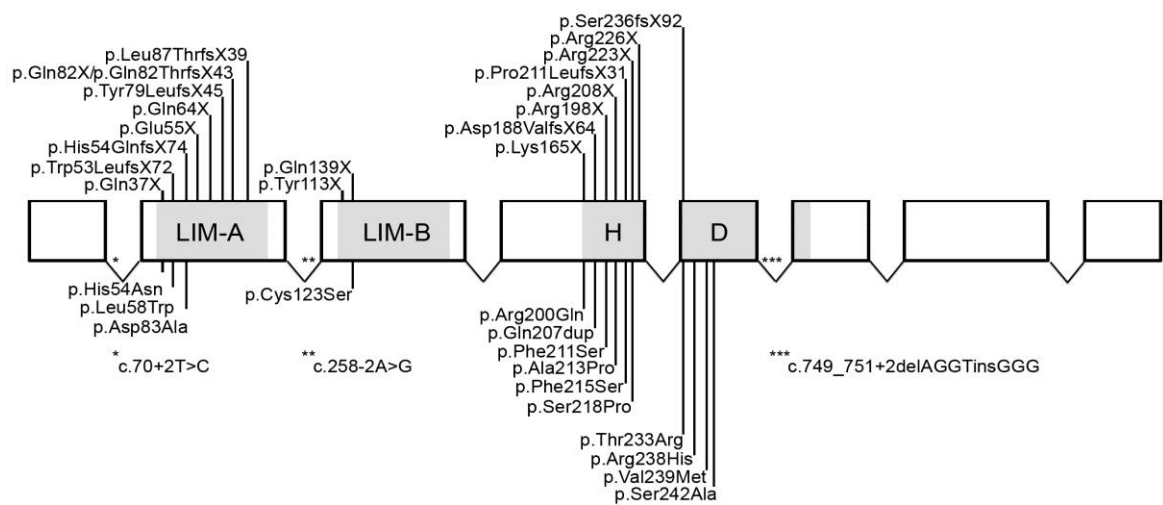 p.Ser236fsX92
p.Arg226X
p.Leu87ThrfsX39
p.Arg223X
p.Gln82X/p.Gln82ThrfsX43
p.Pro211LeufsX31
p.Tyr79LeufsX45
p.Arg208X
p.Gln64X
p.Arg198X
p.Glu55X
p.Asp188ValfsX64
p.His54GlnfsX74
p.Lys165X
p.Trp53LeufsX72
p.Gln139X
p.Gln37X
p.Tyr113X
LIM-A
LIM-B
H
D
*
**
***
p.His54Asn
p.Cys123Ser
p.Leu58Trp
p.Arg200Gln
p.Asp83Ala
p.Gln207dup
p.Phe211Ser
*c.70+2T>C
**c.258-2A>G
p.Ala213Pro
***c.749_751+2delAGGTinsGGG
p.Phe215Ser
p.Ser218Pro
p.Thr233Arg
p.Arg238His
p.Val239Met
p.Ser242Ala